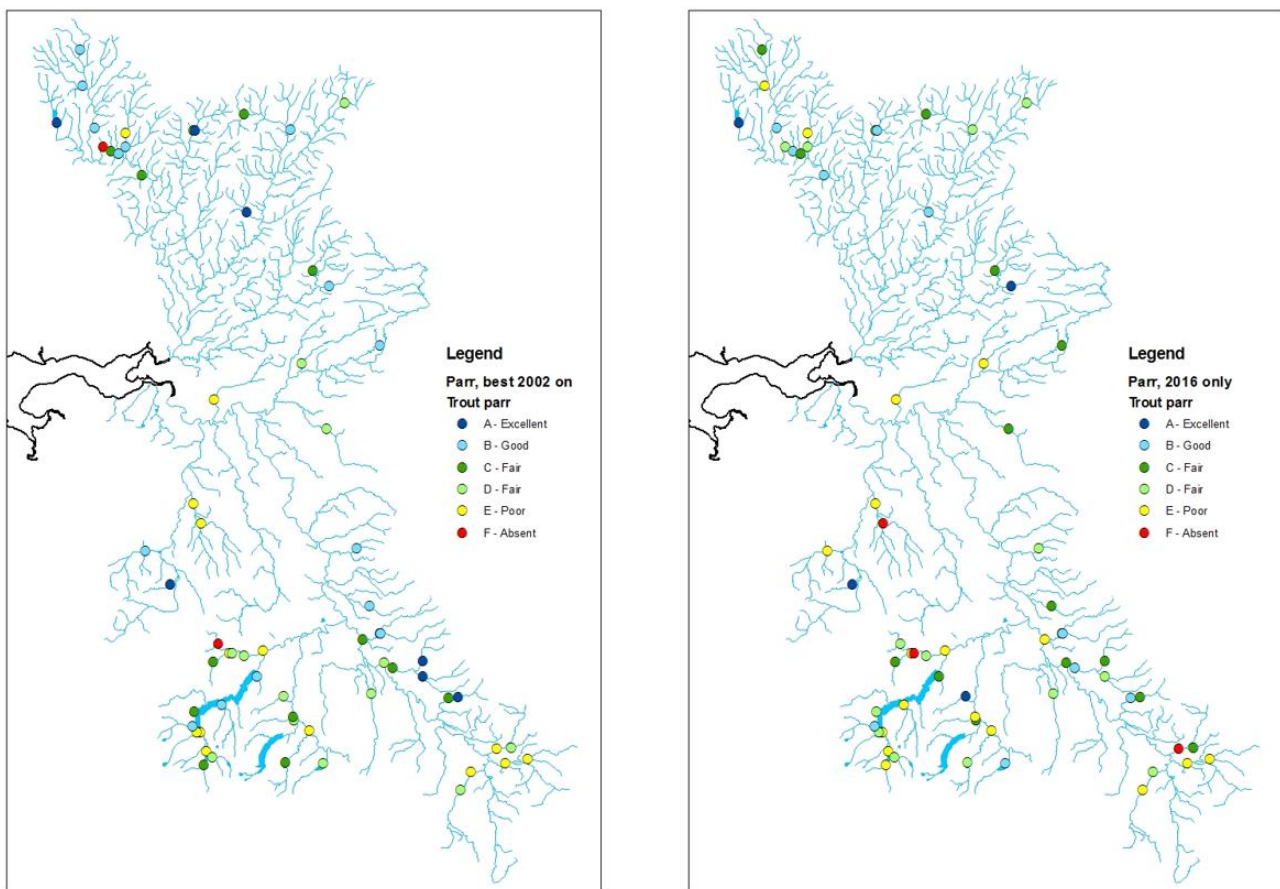 Legend
Parr, best 2002 on
Trout parr
A - Excellent
B - Good
C - Fair
D - Fair
E - Poor
F - Absent
Legend
Parr, 2016 only
Trout parr
A - Excellent
B - Good
C - Fair
D - Fair
E - Poor
F - Absent